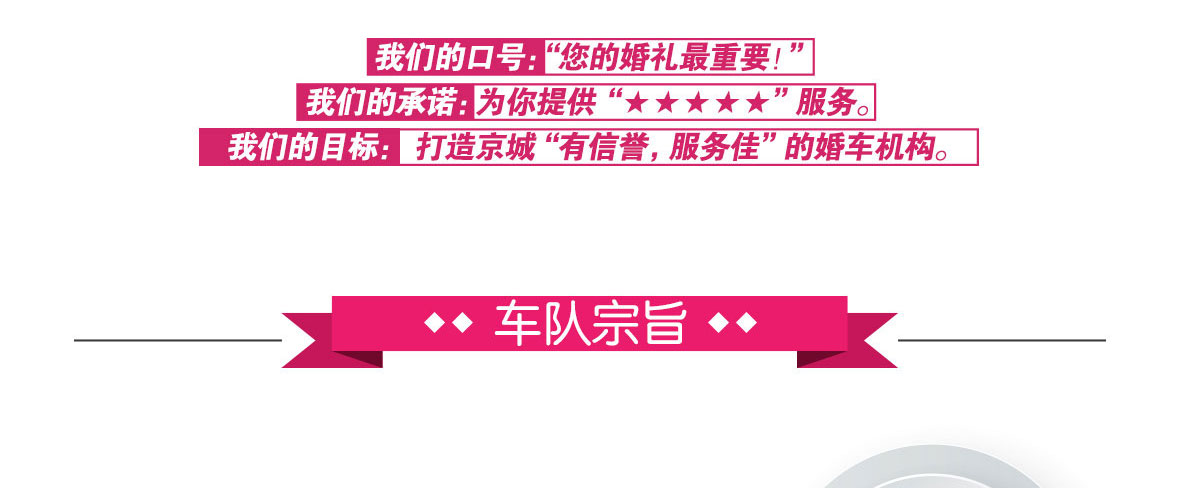 我们的口号：“您的婚礼最重要！”
我们的承诺：为你提供“★★★★★”服务。
我们的目标：打造京城“有信誉，服务佳”的婚车机构。
车队宗旨